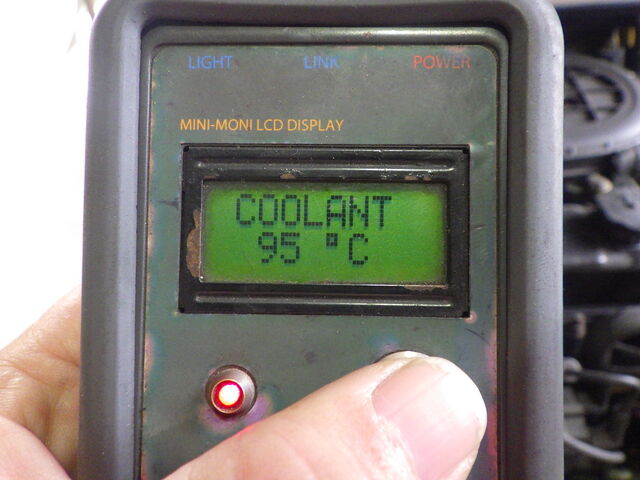 LIGHT LINK POWER
MINI-MONI LCD DISPLAY
COOLANT
95 °C